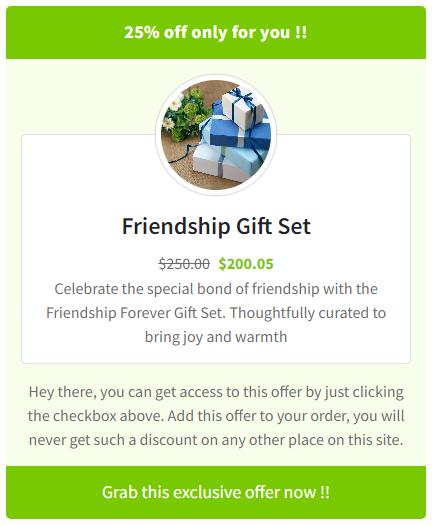 25% off only for you !!
Friendship Gift Set
$250.00 $200.05
Celebrate the special bond of friendship with the
Friendship Forever Gift Set. Thoughtfully curated to
bring joy and warmth
Hey there, you can get access to this offer by just clicking
the checkbox above. Add this offer to your order, you will
never get such a discount on any other place on this site.
Grab this exclusive offer now !!